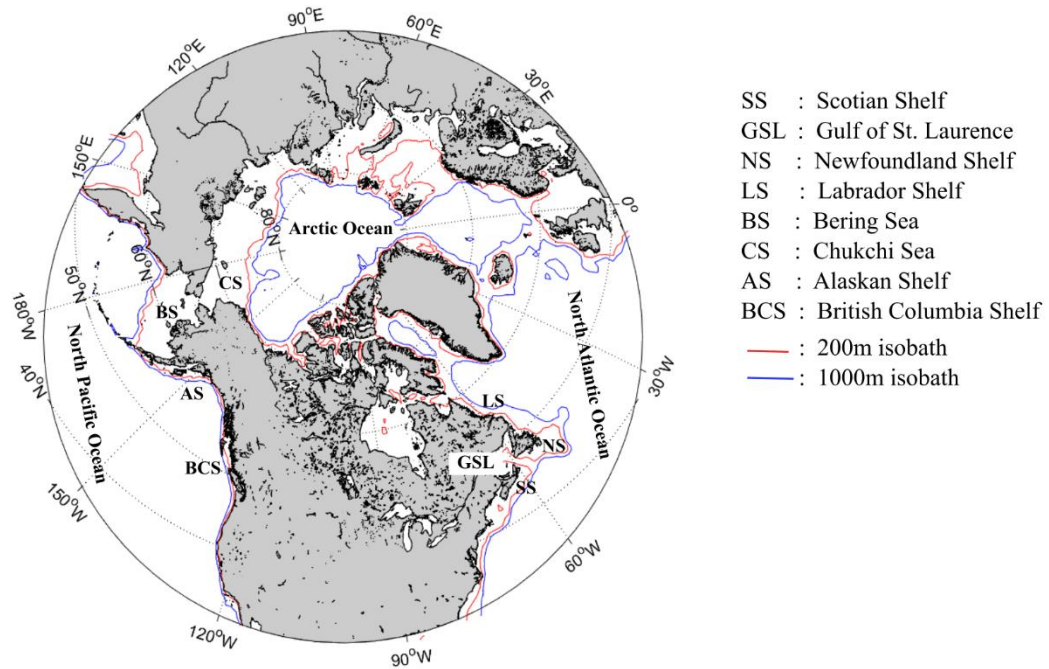 90°E
60°E
120°E
30°E
150°E
0°
80°N
Arctic Ocean
60°N
CS
50°N
BS
180°W
North Pacific Ocean
North Atlantic Ocean
40°N
AS
30°W
LS
NS
BCS
GSL
SS
150°W
60°W
120°W
90°W
SS : Scotian Shelf
GSL : Gulf of St. Laurence
NS : Newfoundland Shelf
LS : Labrador Shelf
BS : Bering Sea
CS : Chukchi Sea
AS : Alaskan Shelf
BCS : British Columbia Shelf
: 200m isobath
: 1000m isobath